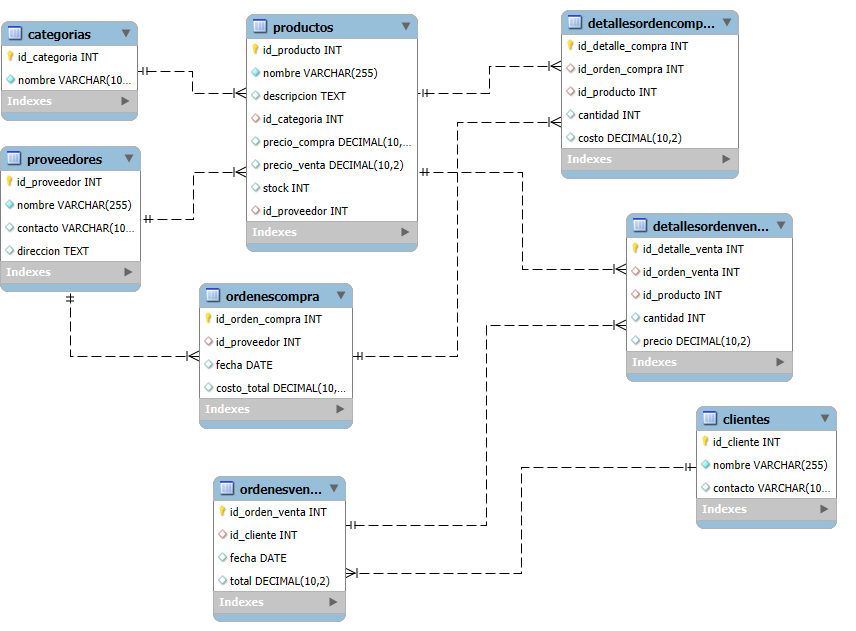 categorias
id_categoria INT
nombre VARCHAR(10...
Indexes
proveedores
id_proveedor INT
nombre VARCHAR(255)
contacto VARCHAR(10...
direccion TEXT
Indexes
productos
id_producto INT
nombre VARCHAR(255)
descripcion TEXT
id_categoria INT
precio_compra DECIMAL(10,...
precio_venta DECIMAL(10,2)
stock INT
id_proveedor INT
Indexes
ordenescompra
id_orden_compra INT
id_proveedor INT
fecha DATE
costo_total DECIMAL(10,...
Indexes
ordenesven...
id_orden_venta INT
id_cliente INT
fecha DATE
total DECIMAL(10,2)
Indexes
detallesordencomp...
id_detalle_compra INT
id_orden_compra INT
id_producto INT
cantidad INT
costo DECIMAL(10,2)
Indexes
detallesordenven...
id_detalle_venta INT
id_orden_venta INT
id_producto INT
cantidad INT
precio DECIMAL(10,2)
Indexes
clientes
id_cliente INT
nombre VARCHAR(255)
contacto VARCHAR(10...
Indexes